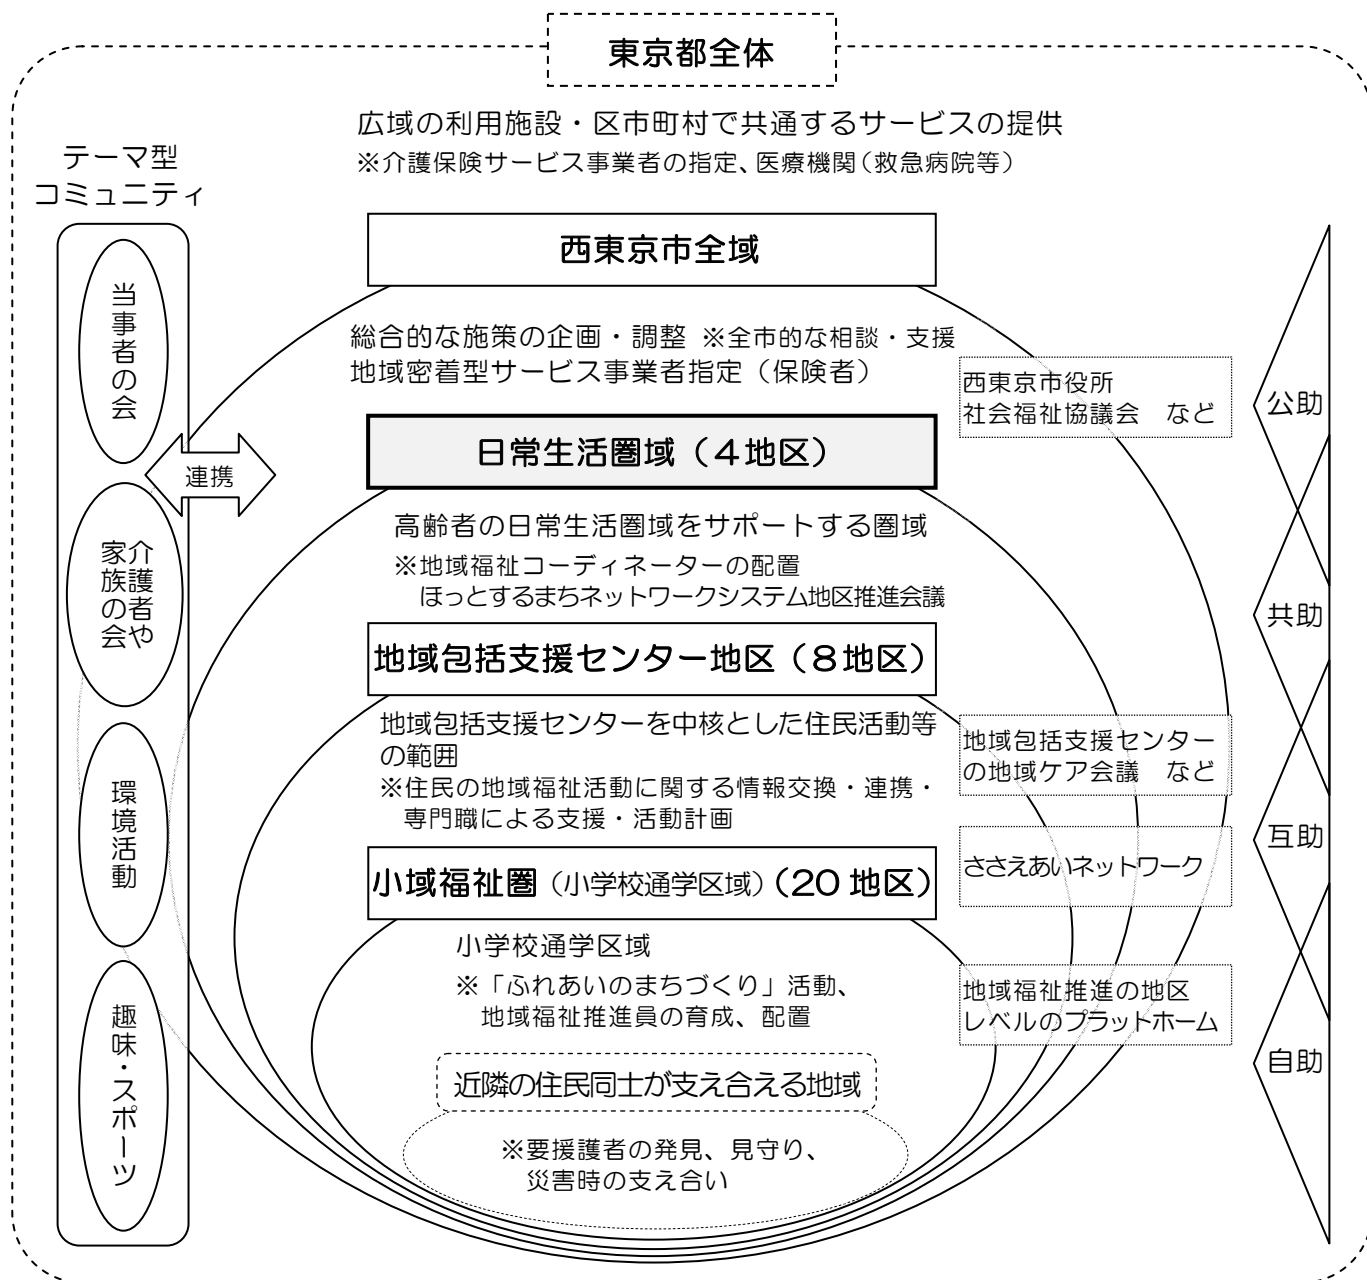 東京都全体
広域の利用施設・区市町村で共通するサービスの提供
※介護保険サービス事業者の指定、医療機関（救急病院等）
テーマ型
コミュニティ
当事者の会
介護者や
家族の会
環境活動
趣味・スポーツ
連携
西東京市全域
総合的な施策の企画・調整 ※全市的な相談・支援
地域密着型サービス事業者指定（保険者）
西東京市役所
社会福祉協議会　など
日常生活圏域（４地区）
高齢者の日常生活圏域をサポートする圏域
※地域福祉コーディネーターの配置
ほっとするまちネットワークシステム地区推進会議
地域包括支援センター地区（８地区）
地域包括支援センターを中核とした住民活動等
の範囲
※住民の地域福祉活動に関する情報交換・連携・
専門職による支援・活動計画
地域包括支援センター
の地域ケア会議　など
ささえあいネットワーク
小域福祉圏（小学校通学区域）（20 地区）
小学校通学区域
※「ふれあいのまちづくり」活動、
地域福祉推進員の育成、配置
地域福祉推進の地区
レベルのプラットホーム
近隣の住民同士が支え合える地域
※要援護者の発見、見守り、
災害時の支え合い
公助
共助
互助
自助